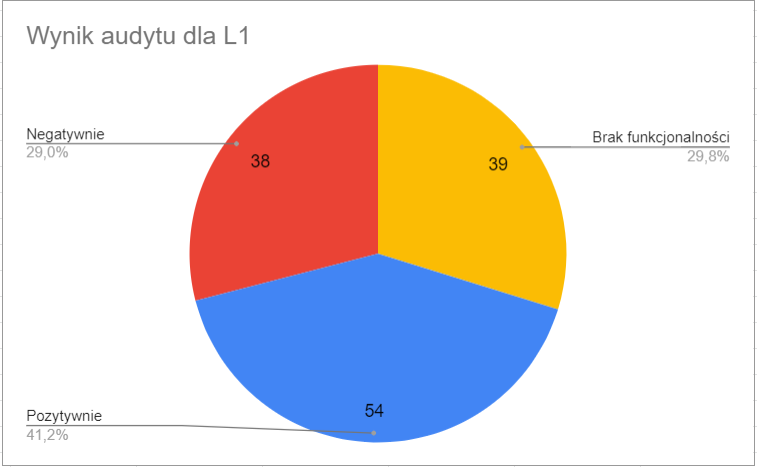 Wynik audytu dla L1
Negatywnie
29,0%
38
39
Brak funkcjonalności
29,8%
54
Pozytywnie
41,2%